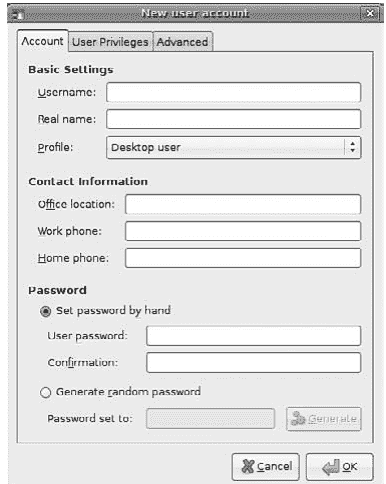 New user account
Account User Privileges Advanced
Basic Settings
Username:
Real name:
Profile: Desktop user
Contact Information
Office location:
Work phone:
Home phone:
Password
Set password by hand
User password:
Confirmation:
Generate random password
Password set to: Generate
Cancel OK